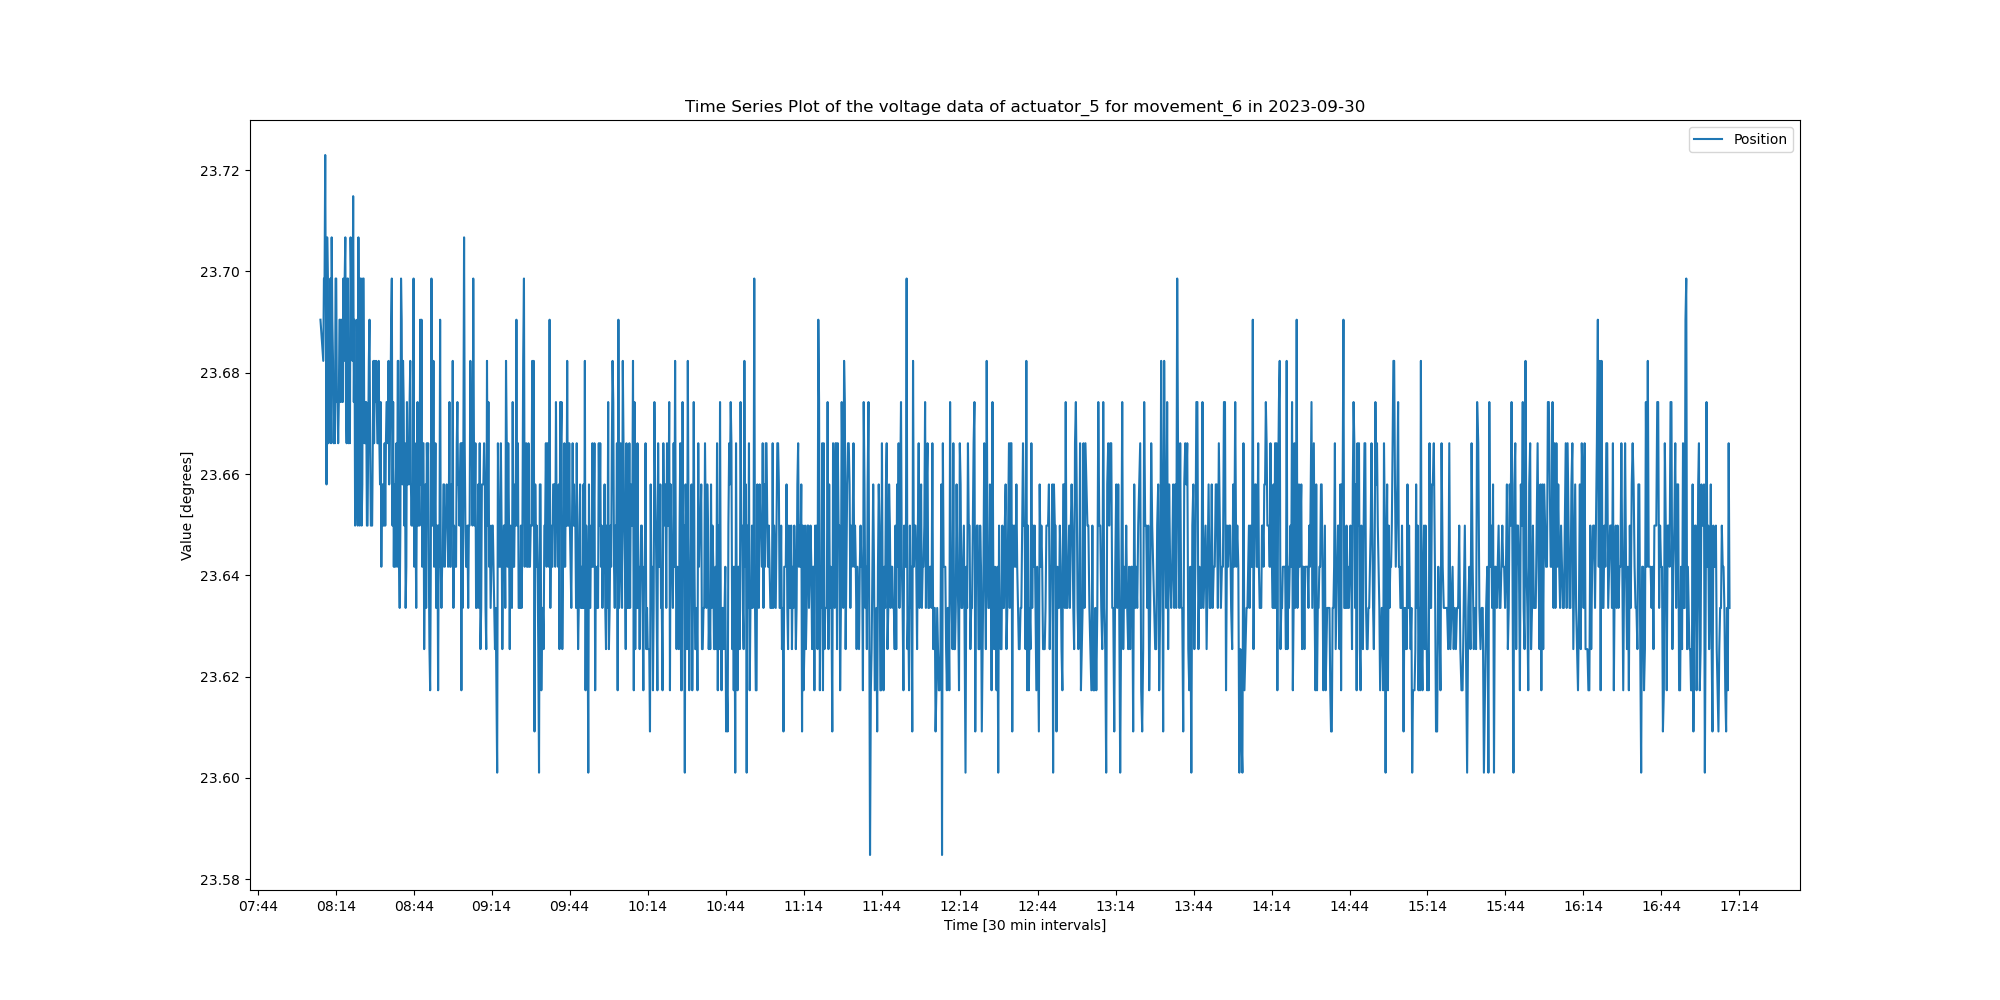 Time Series Plot of the voltage data of actuator_5 for movement_6 in 2023-09-30
Position
23.72
23.70
23.68
23.66
23.64
23.62
23.60
23.58
Value [degrees]
07:44 08:14 08:44 09:14 09:44 10:14 10:44 11:14 11:44 12:14 12:44 13:14 13:44 14:14 14:44 15:14 15:44 16:14 16:44 17:14
Time [30 min intervals]